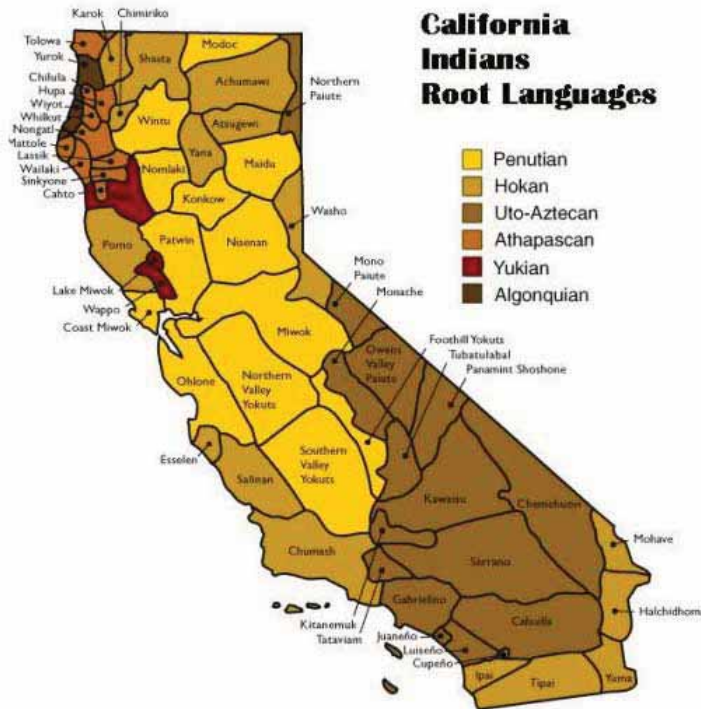 California
Indians
Root Languages
Penutian
Hokan
Uto-Aztecan
Athapascan
Yukian
Algonquian
Karok
Chimiriko
Tolowa
Yurok
Chilula
Hupa
Wiyot
Whilkut
Nongatl
Mattole
Lassik
Wailaki
Sinkyone
Cahto
Shasta
Modoc
Achumawi
Northern
Paiute
Atsugewi
Wintu
Yana
Maidu
Nomlaki
Konkow
Washo
Pomo
Patwin
Nisenan
Lake Miwok
Wappo
Coast Miwok
Mono
Paiute
Monache
Miwok
Foothill Yokuts
Tubatulabal
Panamint Shoshone
Owens
Valley
Paiute
Ohlone
Northern
Valley
Yokuts
Southern
Valley
Yokuts
Esselen
Salinan
Kawaiisu
Chemehuevi
Mohave
Chumash
Serrano
Halchidhom
Kitanemuk
Tataviam
Gabrielino
Cahuilla
Juaneño
Luiseño
Cupeño
Ipai
Tipai
Yuma